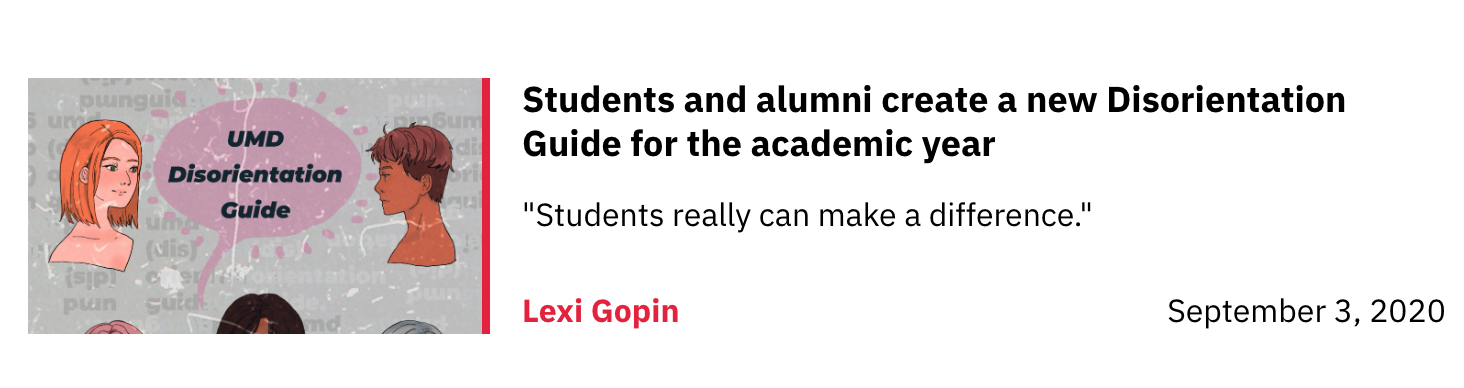 UMD
Disorientation
Guide
Students and alumni create a new Disorientation
Guide for the academic year
"Students really can make a difference."
Lexi Gopin
September 3, 2020